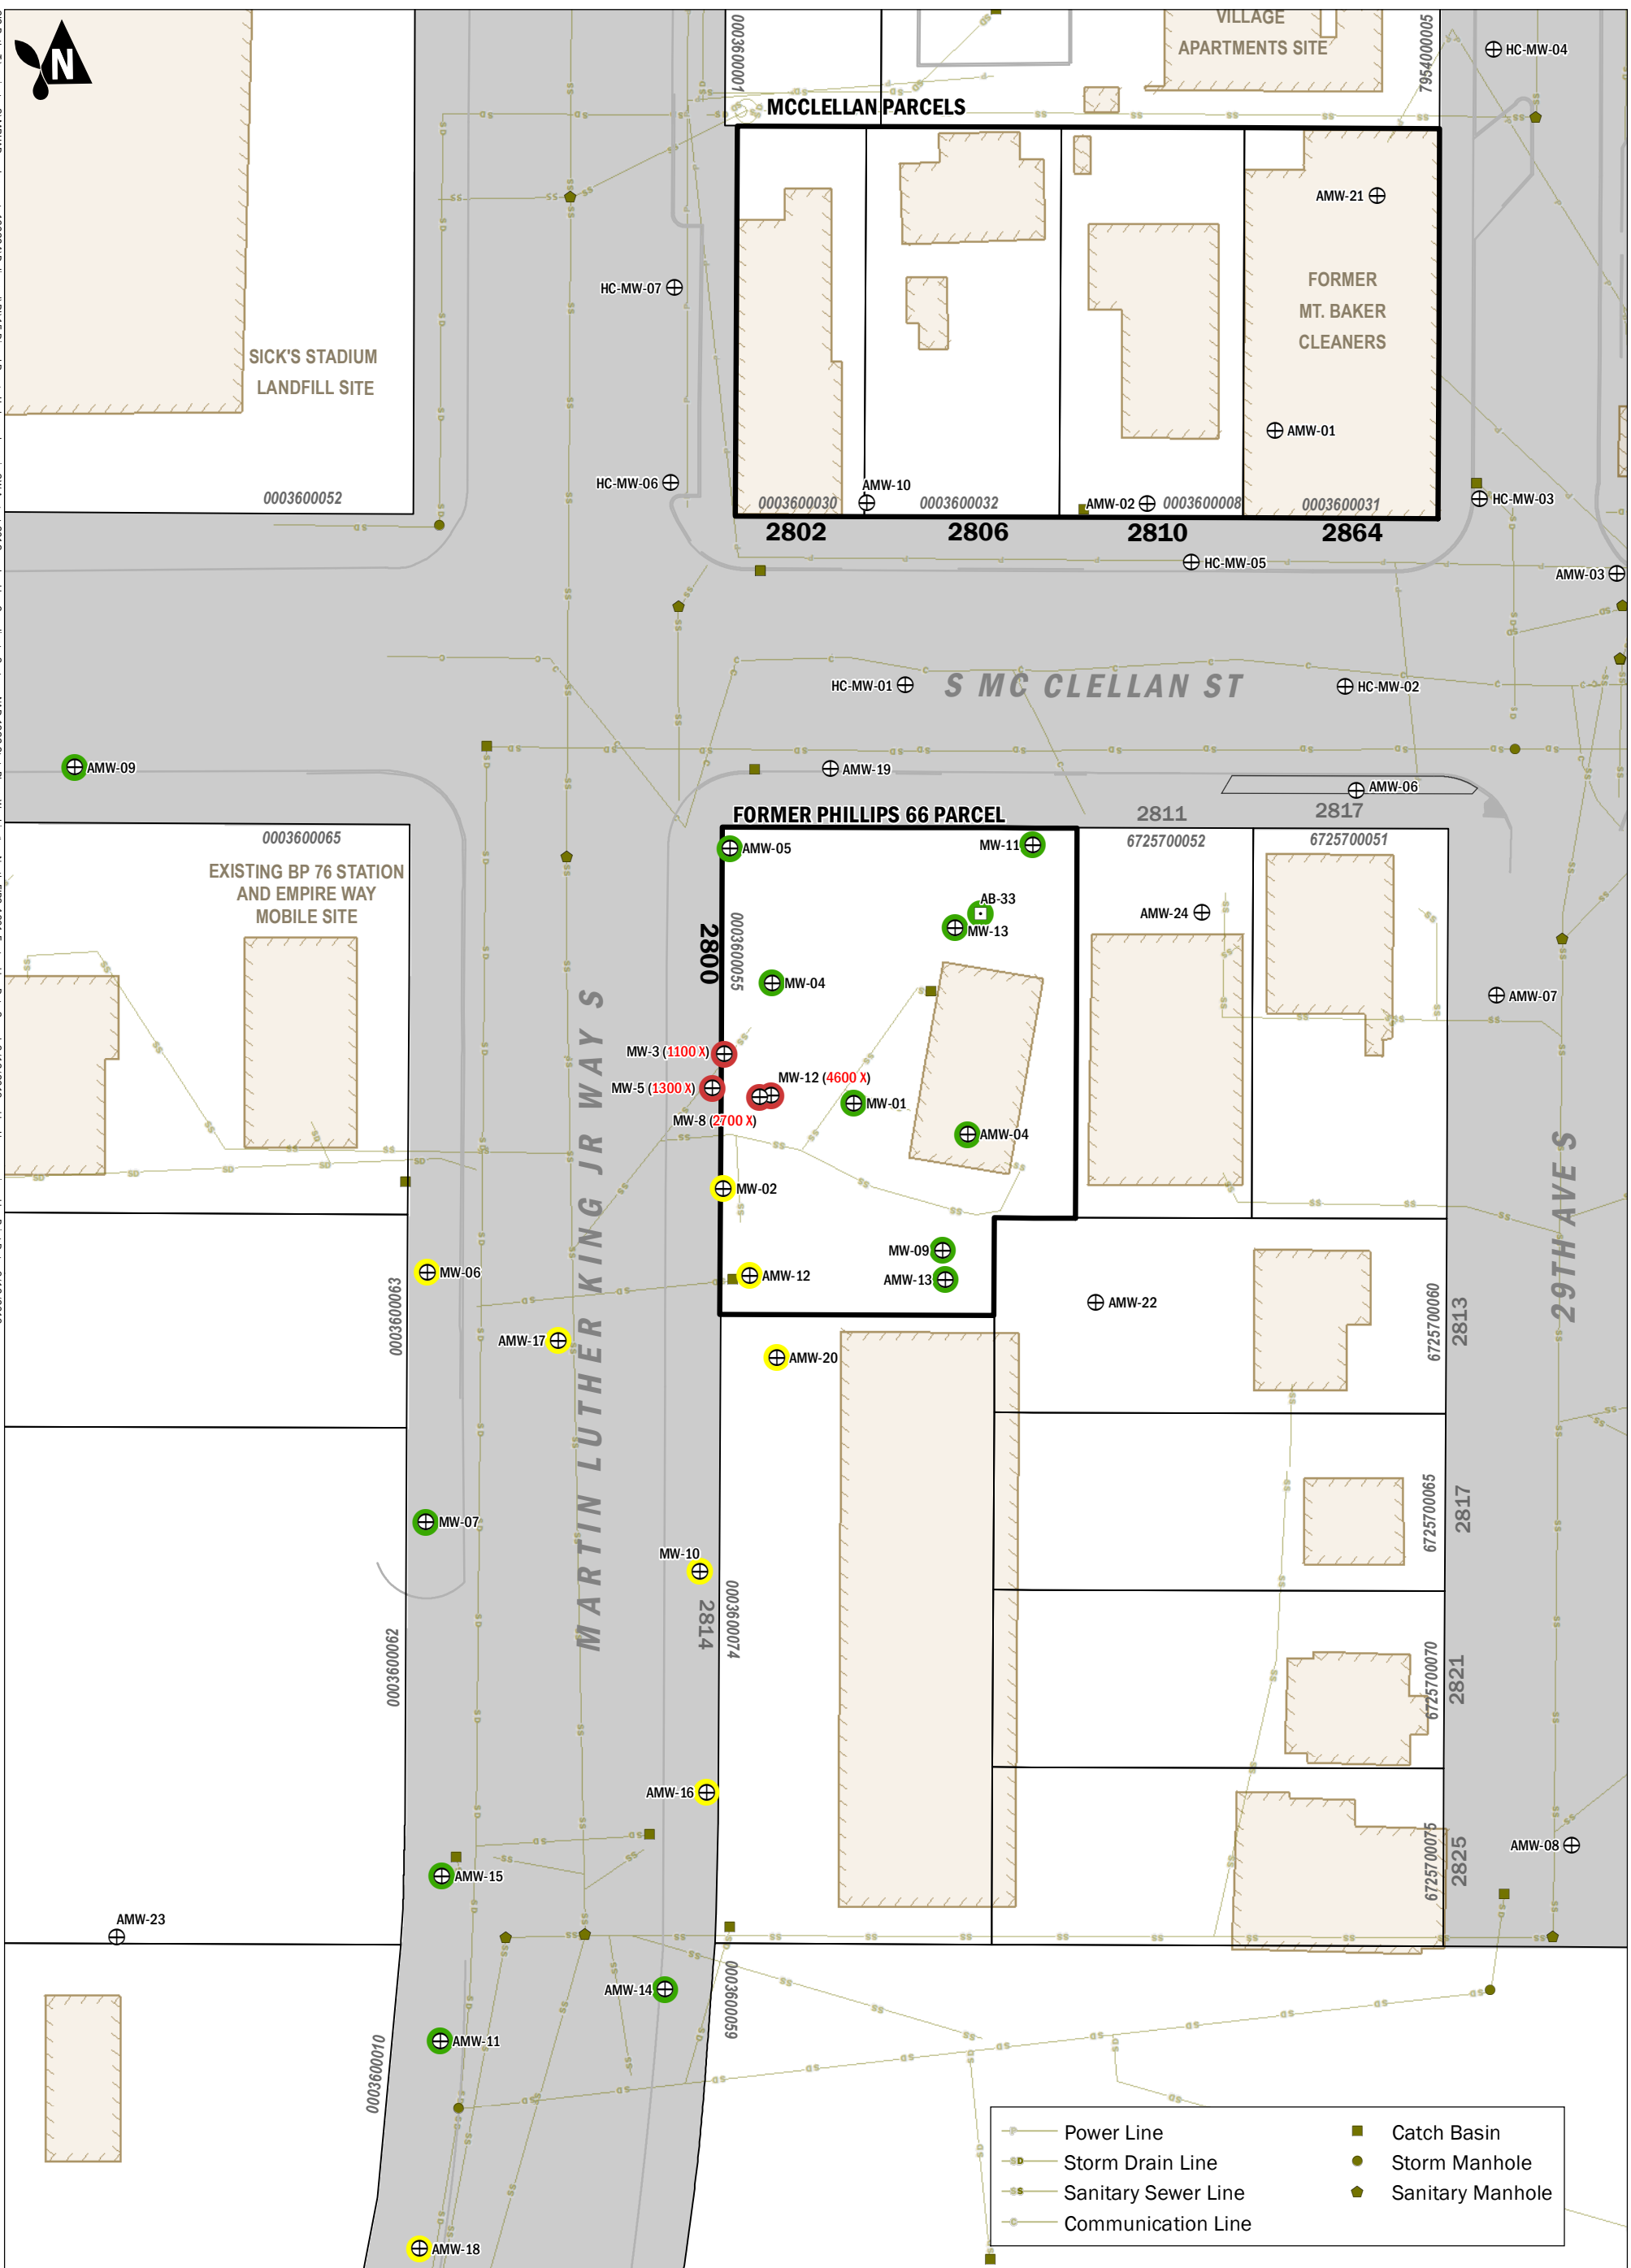 N
VILLAGE
APARTMENTS SITE
0003600001
7954000005
HC-MW-04
MCCLELLAN PARCELS
AMW-21
HC-MW-07
FORMER
MT. BAKER
CLEANERS
SICK'S STADIUM
LANDFILL SITE
AMW-01
HC-MW-06
AMW-10
0003600052
0003600030
0003600032
AMW-02
0003600008
0003600031
HC-MW-03
2802
2806
2810
2864
HC-MW-05
AMW-03
HC-MW-01
S MC CLELLAN ST
HC-MW-02
AMW-09
AMW-19
AMW-06
FORMER PHILLIPS 66 PARCEL
2811
2817
0003600065
AMW-05
MW-11
6725700052
6725700051
EXISTING BP 76 STATION
AND EMPIRE WAY
MOBILE SITE
AB-33
MW-13
AMW-24
2800
0003600055
MW-04
AMW-07
MW-3 (1100 X)
MW-5 (1300 X)
MW-12 (4600 X)
MW-8 (2700 X)
MW-01
AMW-04
MARTIN LUTHER KING JR WAY S
29TH AVE S
MW-02
MW-09
AMW-12
AMW-13
MW-06
0003600063
AMW-22
6725700060
2813
AMW-17
AMW-20
MW-07
6725700065
2817
MW-10
2814
0003600074
0003600062
6725700070
2821
AMW-16
AMW-15
6725700075
2825
AMW-08
AMW-23
AMW-14
0003600059
AMW-11
0003600010
AMW-18
Power Line
Storm Drain Line
Sanitary Sewer Line
Communication Line
Catch Basin
Storm Manhole
Sanitary Manhole